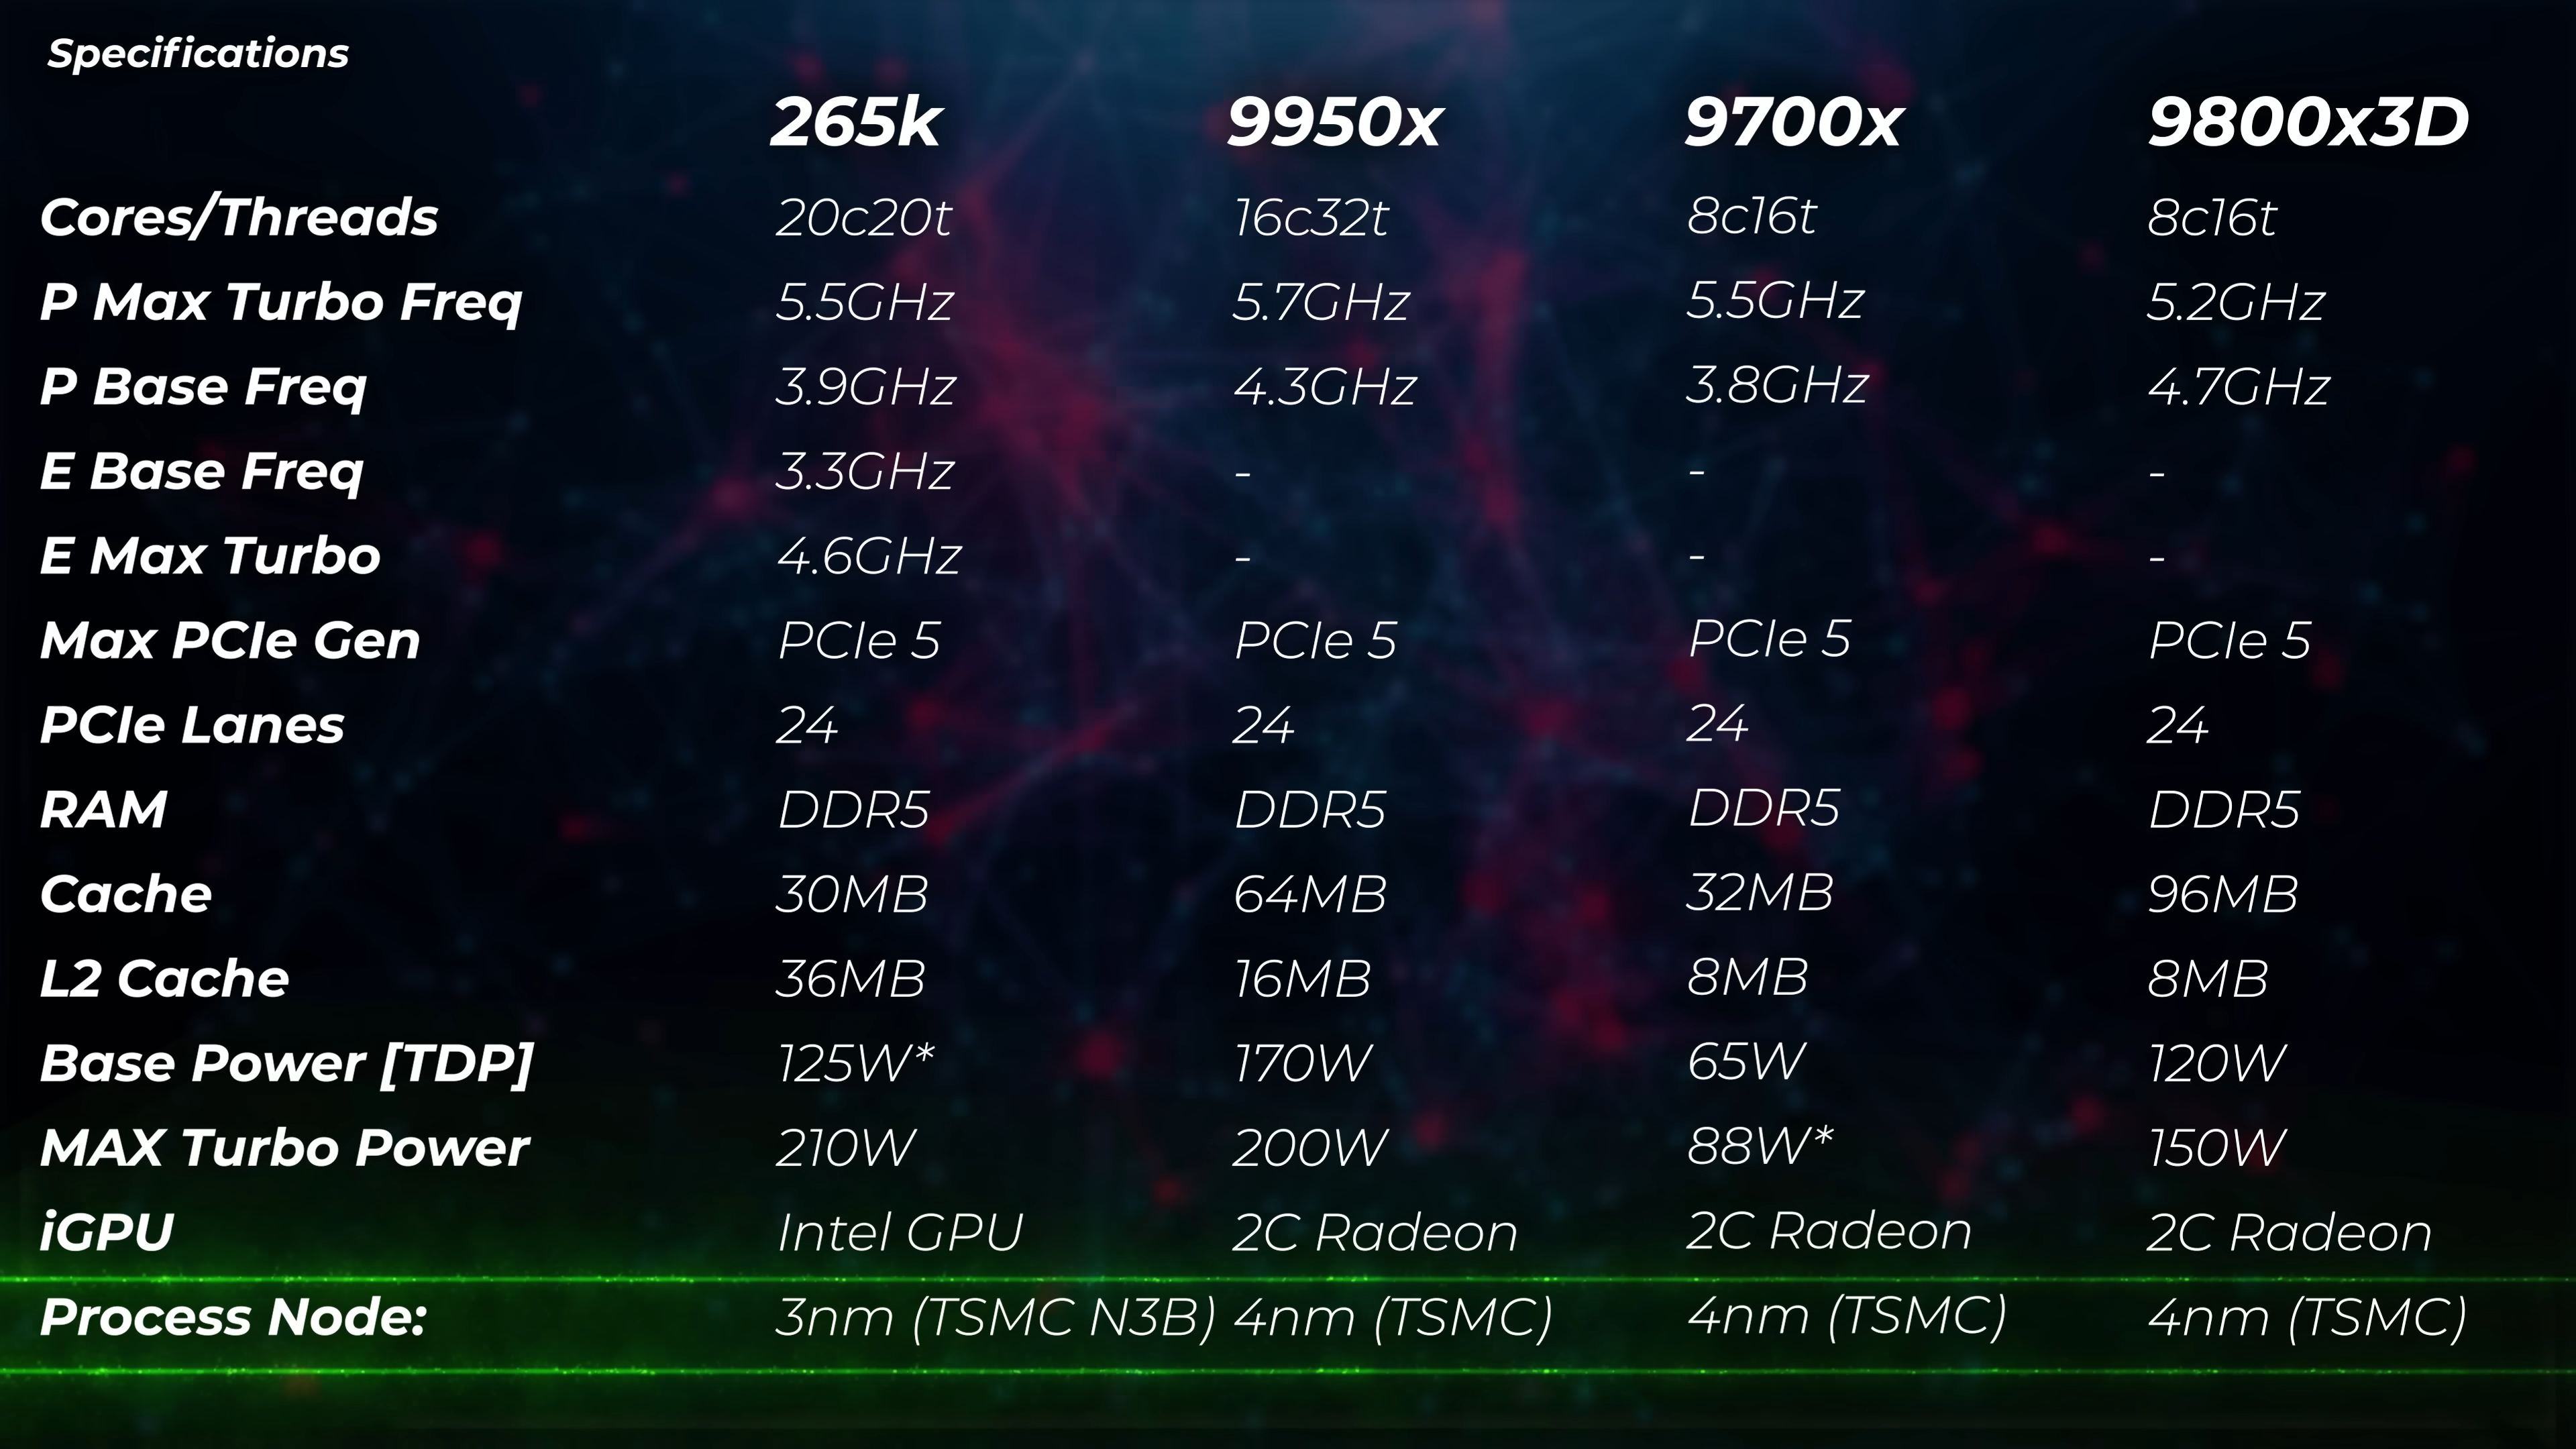 Specifications
265k 9950x 9700x 9800x3D
Cores/Threads 20c20t 16c32t 8c16t 8c16t
P Max Turbo Freq 5.5GHz 5.7GHz 5.5GHz 5.2GHz
P Base Freq 3.9GHz 4.3GHz 3.8GHz 4.7GHz
E Base Freq 3.3GHz - - -
E Max Turbo 4.6GHz - - -
Max PCIe Gen PCIe 5 PCIe 5 PCIe 5 PCIe 5
PCIe Lanes 24 24 24 24
RAM DDR5 DDR5 DDR5 DDR5
Cache 30MB 64MB 32MB 96MB
L2 Cache 36MB 16MB 8MB 8MB
Base Power [TDP] 125W* 170W 65W 120W
MAX Turbo Power 210W 200W 88W* 150W
iGPU Intel GPU 2C Radeon 2C Radeon 2C Radeon
Process Node: 3nm (TSMC N3B) 4nm (TSMC) 4nm (TSMC) 4nm (TSMC)